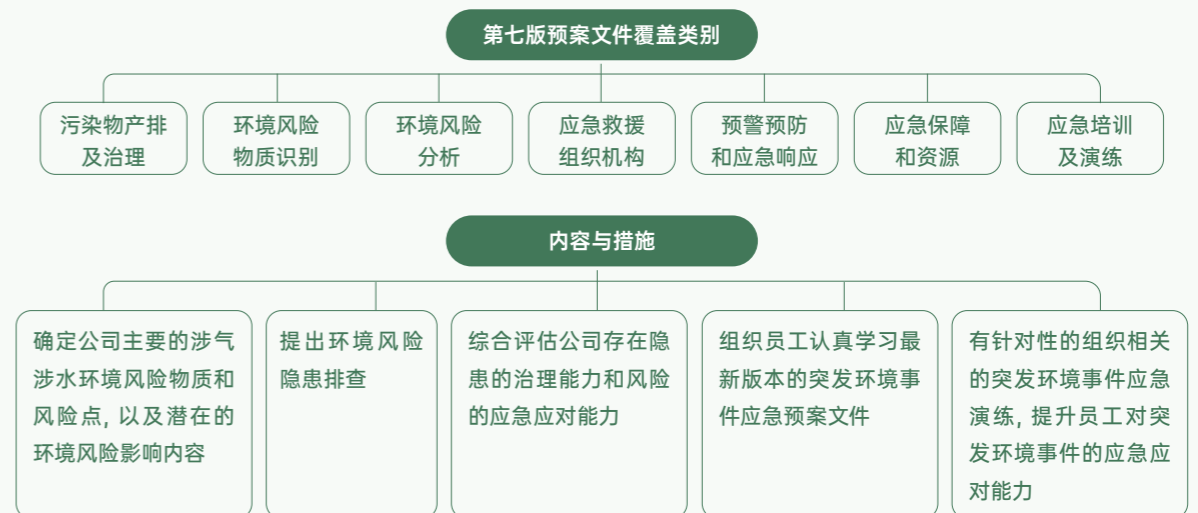 第七版预案文件覆盖类别
污染物产排
及治理
环境风险
物质识别
环境风险
分析
应急救援
组织机构
预警预防
和应急响应
应急保障
和资源
应急培训
及演练
内容与措施
确定公司主要的涉气
涉水环境风险物质和
风险点, 以及潜在的
环境风险影响内容
提出环境风险
隐患排查
综合评估公司存在隐
患的治理能力和风险
的应急应对能力
组织员工认真学习最
新版本的突发环境事
件应急预案文件
有针对性的组织相关
的突发环境事件应急
演练, 提升员工对突
发环境事件的应急应
对能力